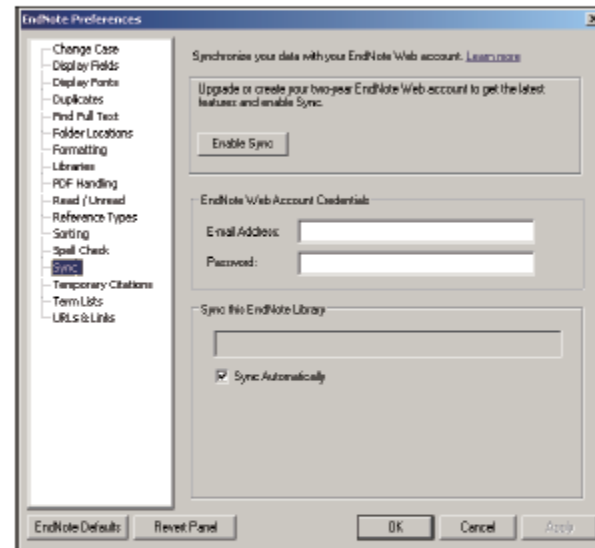 EndNote Preferences
Change Case
Display Fields
Display Fonts
Duplicates
Find Full Text
Folder Locations
Formatting
Libraries
PDF Handling
Read / Unread
Reference Types
Sorting
Spell Check
Sync
Temporary Citations
Term Lists
URLs & Links
Synchronize your data with your EndNote Web account. Learn more
Upgrade or create your two-year EndNote Web account to get the latest
features and enable Sync.
Enable Sync
EndNote Web Account Credentials
E-mail Address:
Password:
Sync this EndNote Library
Sync Automatically
EndNote Defaults
Revert Panel
OK
Cancel
Apply